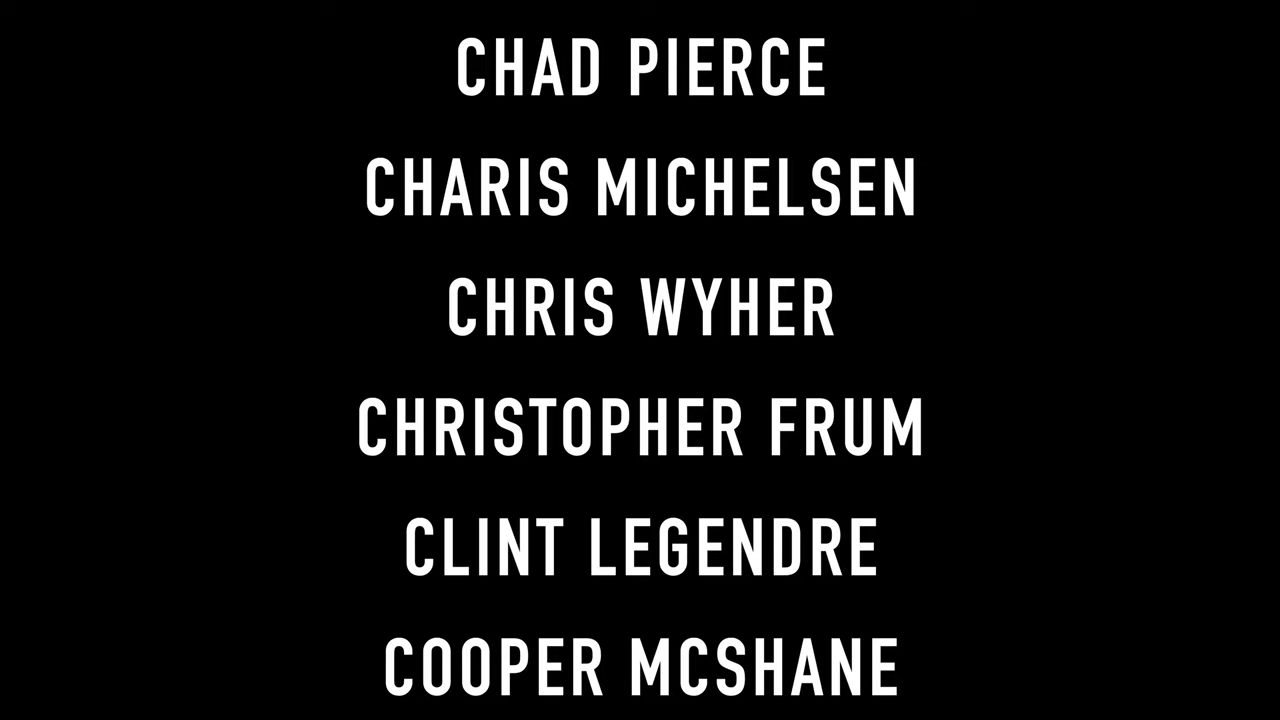 CHAD PIERCE
CHARIS MICHELSEN
CHRIS WYHER
CHRISTOPHER FRUM
CLINT LEGENDRE
COOPER MCSHANE